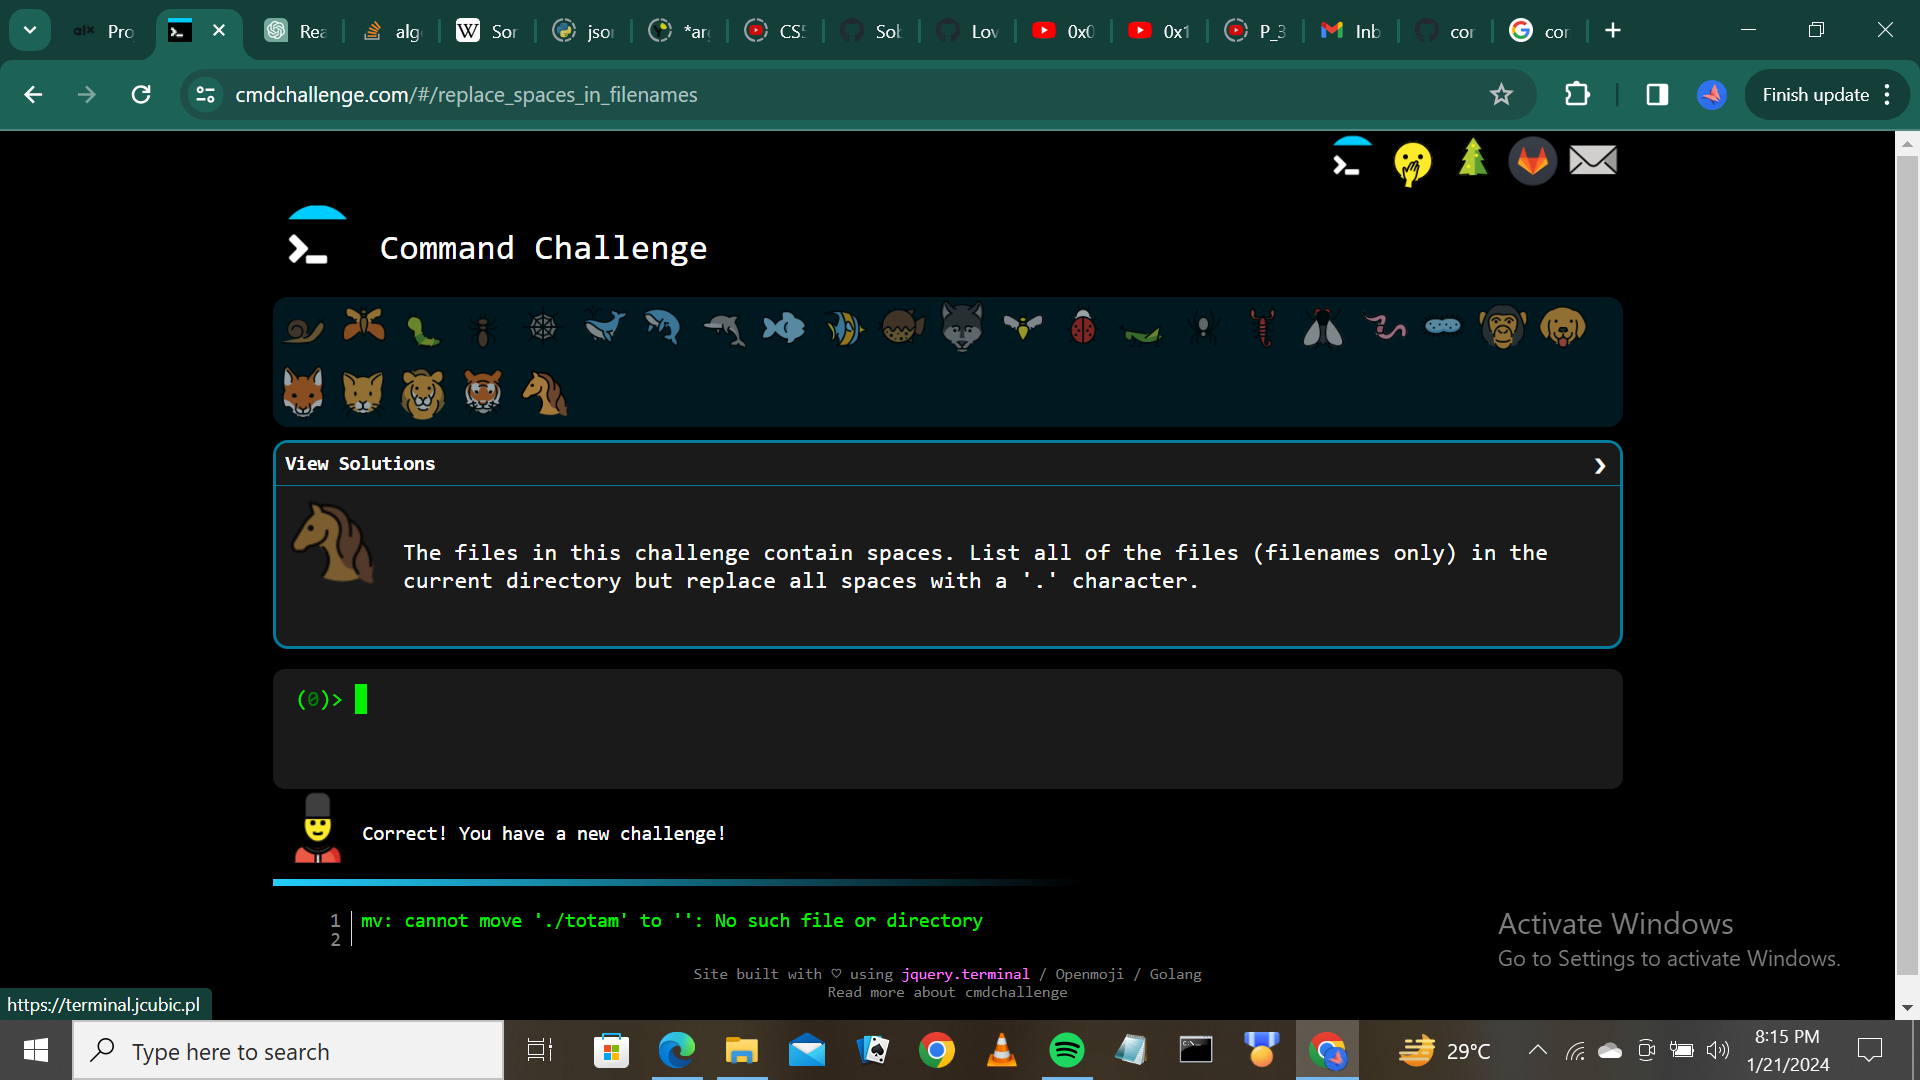 Pro
Rea
alg
Sor
jsor
*ar
CS5
Sob
Lov
0x0
0x1
P_3
Inb
cor
cor
cmdchallenge.com/#/replace_spaces_in_filenames
Finish update
Command Challenge
View Solutions
The files in this challenge contain spaces. List all of the files (filenames only) in the
current directory but replace all spaces with a '.' character.
(0)>
Correct! You have a new challenge!
1 mv: cannot move './totam' to '': No such file or directory
2
Activate Windows
Go to Settings to activate Windows.
Site built with ♡ using jquery.terminal / Openmoji / Golang
Read more about cmdchallenge
https://terminal.jcubic.pl
Type here to search
29°C
8:15 PM
1/21/2024